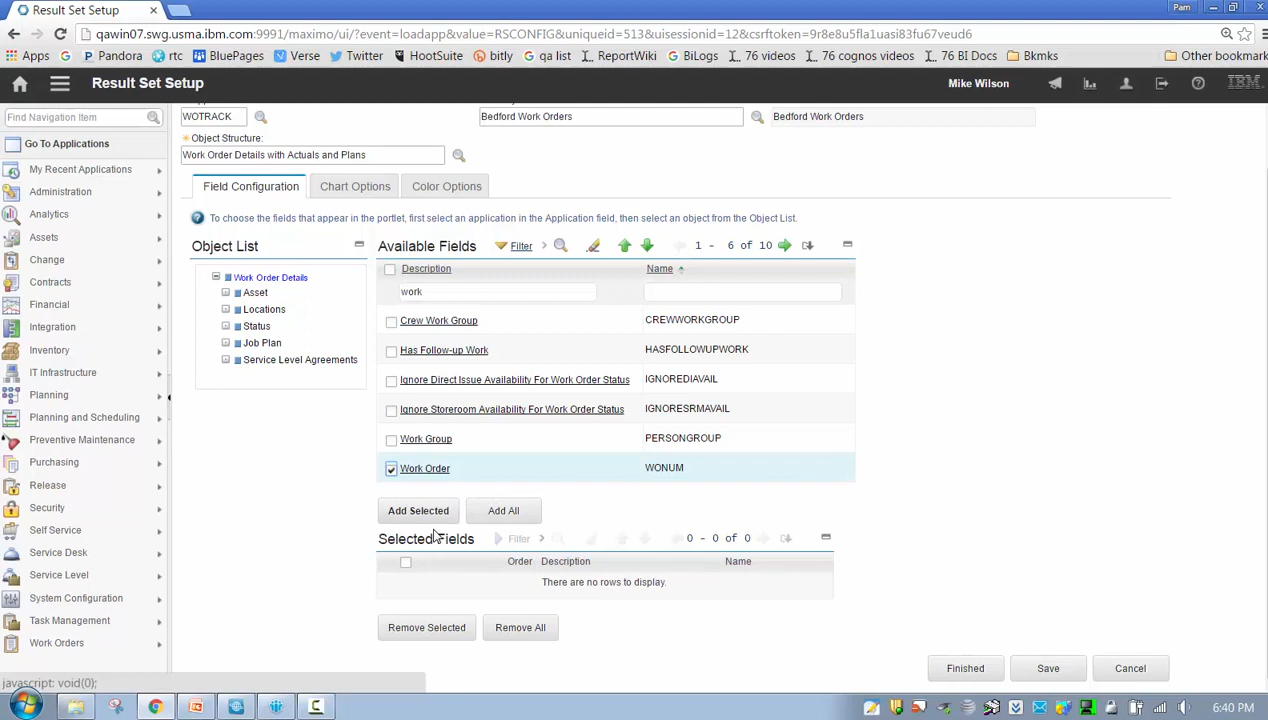 Result Set Setup
Pam
qawin07.swg.usma.ibm.com:9991/maximo/ui/?event=loadapp&value=RSCONFIG&uniqueid=513&uisessionid=12&csrftoken=9r8e8u5fla1uasi83fu67veud6
Apps Pandora rtc BluePages Verse Twitter HootSuite bitly qa list ReportWiki BiLogs 76 videos 76 cognos videos 76 BI Docs Bkmks Other bookmark
Result Set Setup Mike Wilson IBM
Find Navigation Item
WOTRACK Bedford Work Orders Bedford Work Orders
Object Structure:
Work Order Details with Actuals and Plans
Field Configuration Chart Options Color Options
To choose the fields that appear in the portlet, first select an application in the Application field, then select an object from the Object List.
Go To Applications
My Recent Applications
Administration
Analytics
Assets
Change
Contracts
Financial
Integration
Inventory
IT Infrastructure
Planning
Planning and Scheduling
Preventive Maintenance
Purchasing
Release
Security
Self Service
Service Desk
Service Level
System Configuration
Task Management
Work Orders
Object List
Work Order Details
Asset
Locations
Status
Job Plan
Service Level Agreements
Available Fields Filter 1 - 6 of 10
Description Name
work
Crew Work Group CREWWORKGROUP
Has Follow-up Work HASFOLLOWUPWORK
Ignore Direct Issue Availability For Work Order Status IGNOREDIAVAIL
Ignore Storeroom Availability For Work Order Status IGNORESRMAVAIL
Work Group PERSONGROUP
Work Order WONUM
Add Selected Add All
Selected Fields Filter 0 - 0 of 0
Order Description Name
There are no rows to display.
Remove Selected Remove All
Finished Save Cancel
javascript: void(0);
6:40 PM